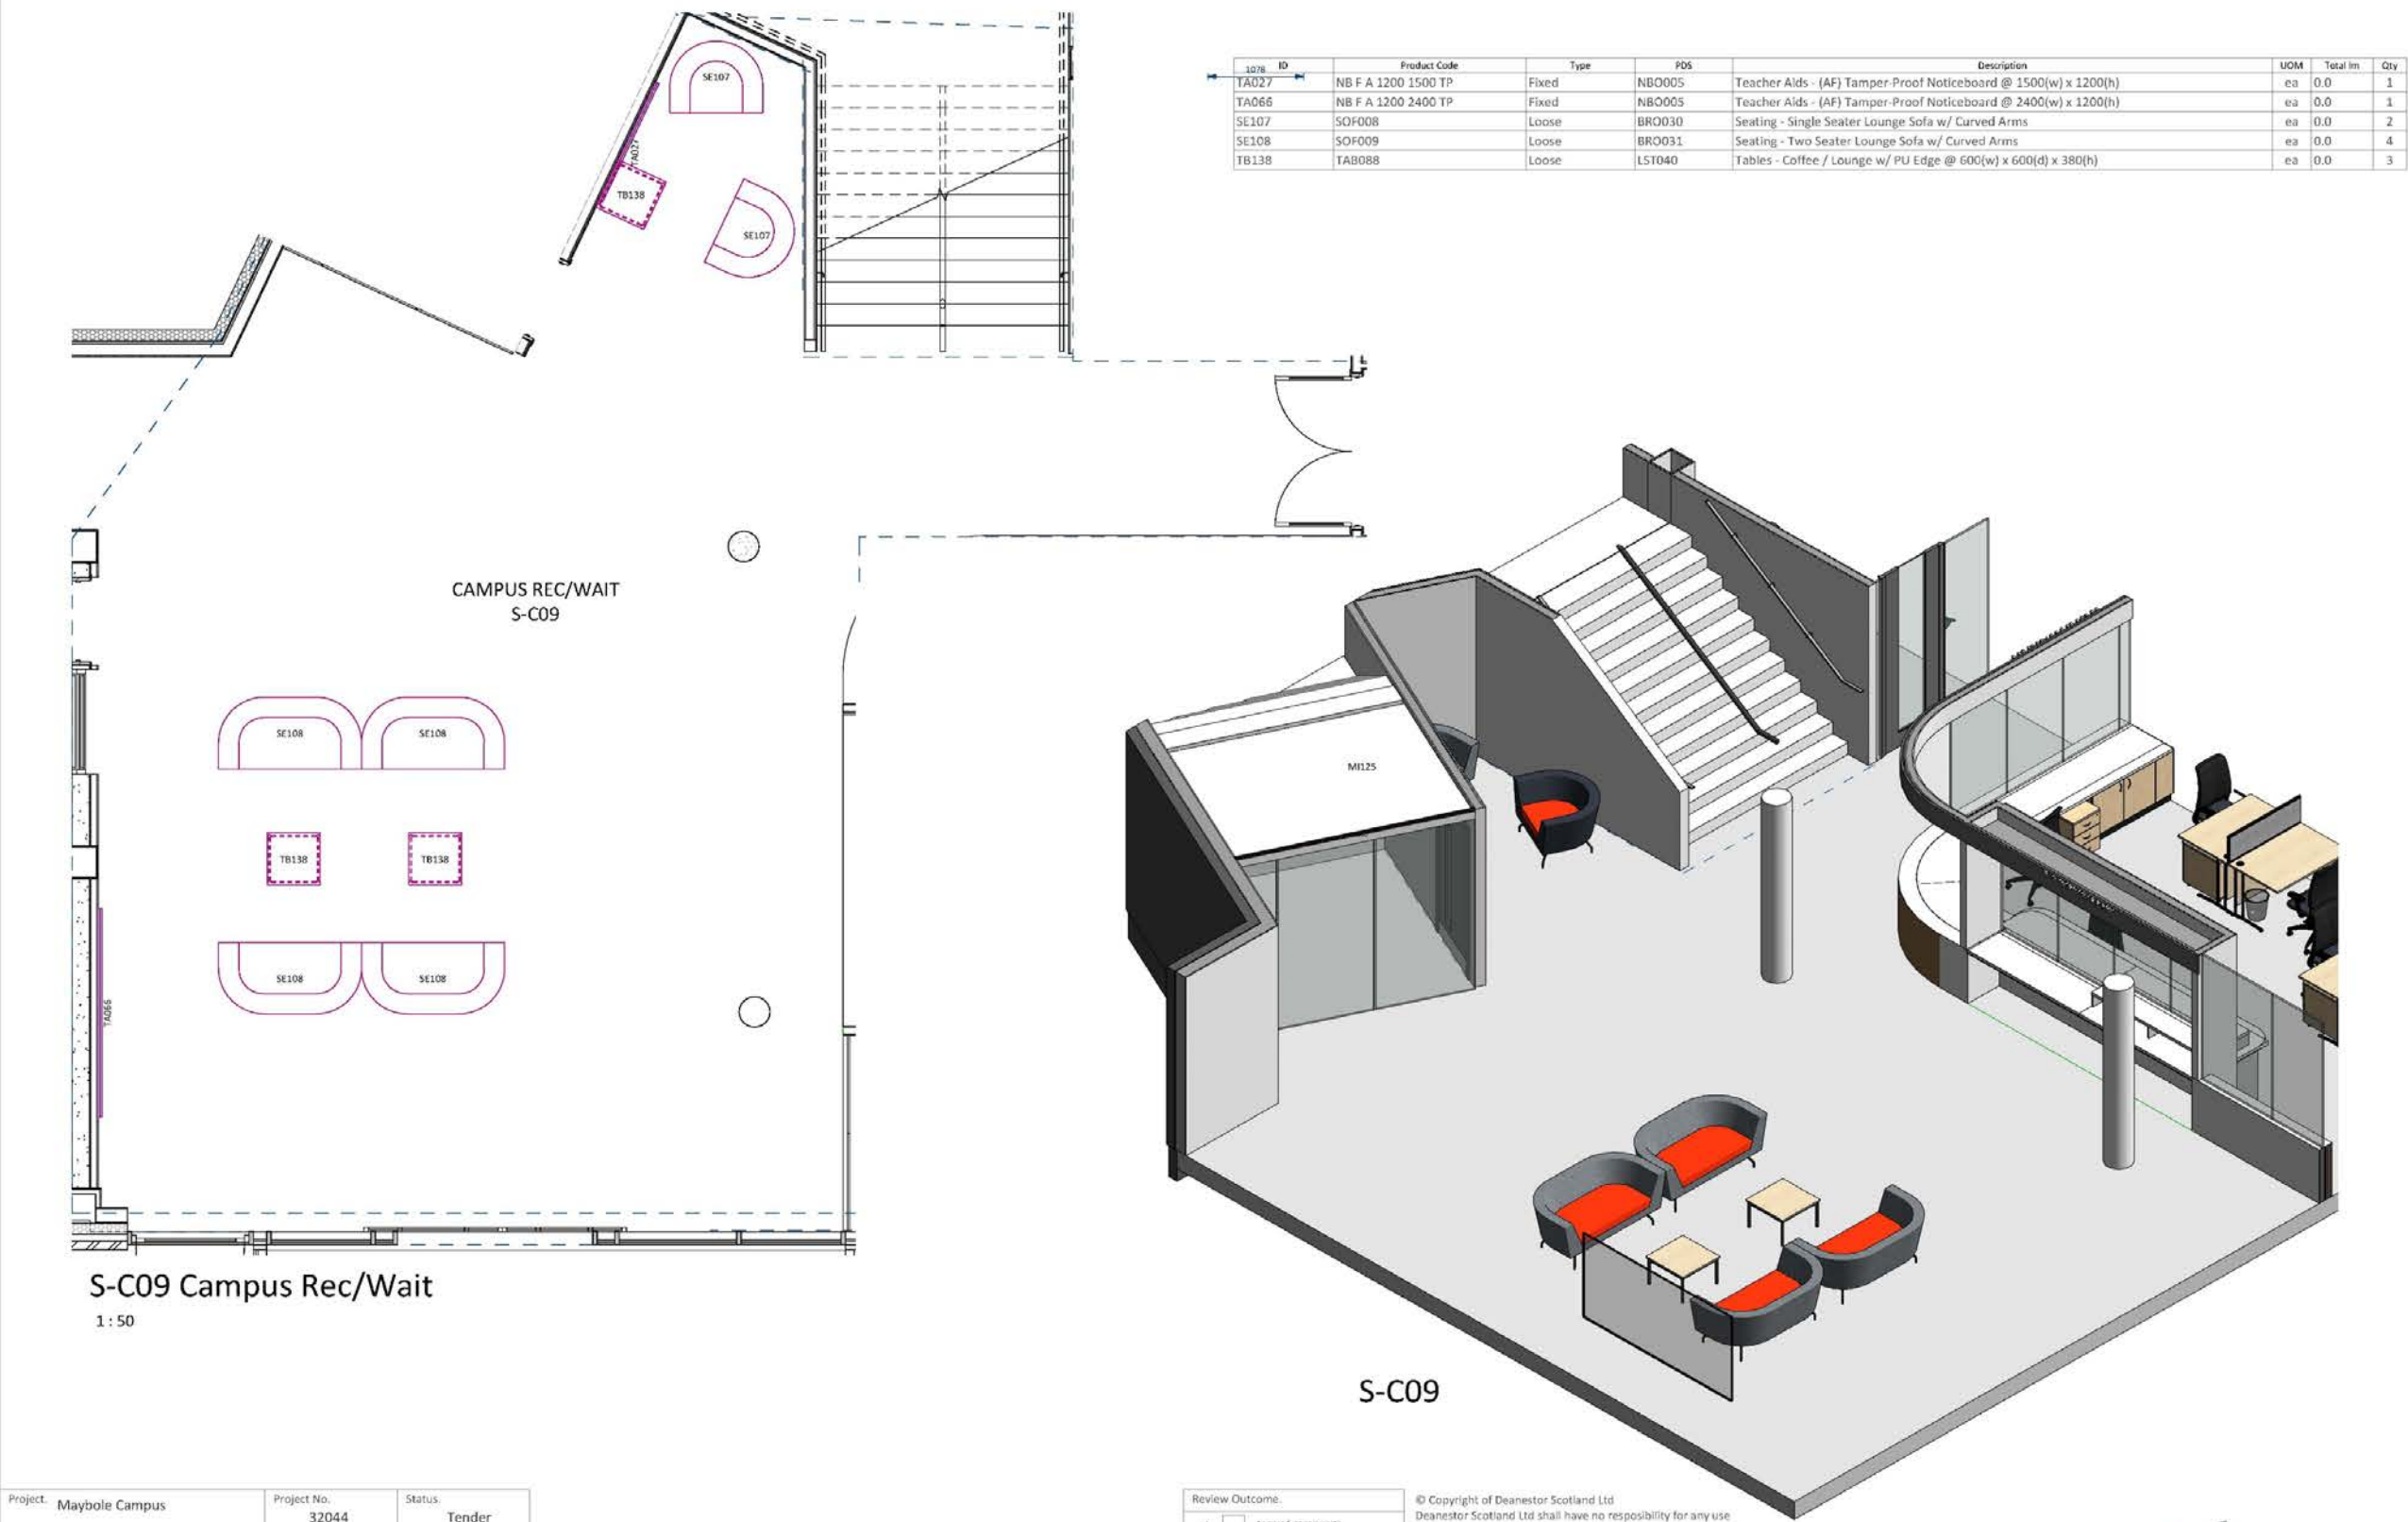 SE107
TA027
TB138
SE107
1078
ID Product Code Type PDS Description UOM Total lm Qty
TA027 NB F A 1200 1500 TP Fixed NBO005 Teacher Aids - (AF) Tamper-Proof Noticeboard @ 1500(w) x 1200(h) ea 0.0 1
TA066 NB F A 1200 2400 TP Fixed NBO005 Teacher Aids - (AF) Tamper-Proof Noticeboard @ 2400(w) x 1200(h) ea 0.0 1
SE107 SOF008 Loose BRO030 Seating - Single Seater Lounge Sofa w/ Curved Arms ea 0.0 2
SE108 SOF009 Loose BRO031 Seating - Two Seater Lounge Sofa w/ Curved Arms ea 0.0 4
TB138 TAB088 Loose LST040 Tables - Coffee / Lounge w/ PU Edge @ 600(w) x 600(d) x 380(h) ea 0.0 3
CAMPUS REC/WAIT
S-C09
SE108 SE108
TB138 TB138
SE108 SE108
TA066
MI125
S-C09 Campus Rec/Wait
1 : 50
S-C09
Project. Maybole Campus
Project No.
32044
Status.
Tender
Review Outcome.
© Copyright of Deanestor Scotland Ltd
Deanestor Scotland Ltd shall have no resposibility for any use